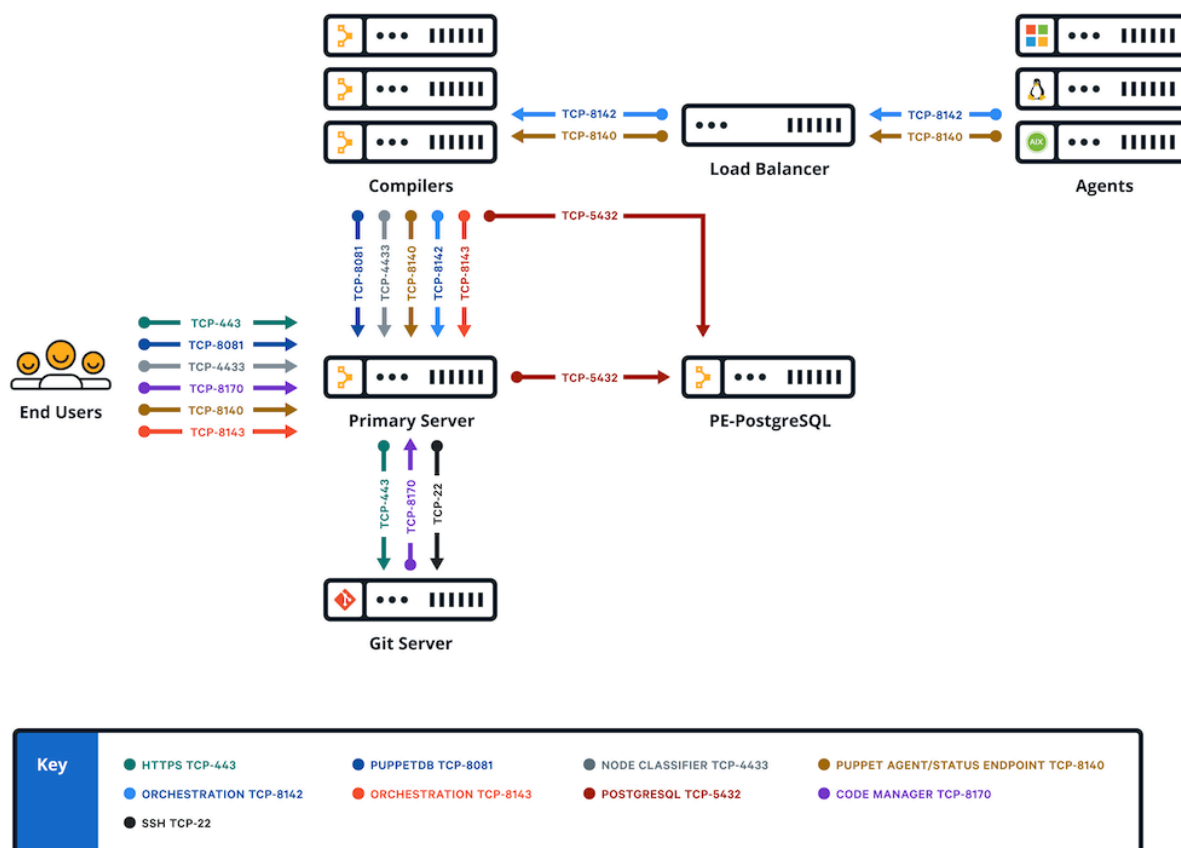 TCP-8142
TCP-8140
TCP-8142
TCP-8140
AIX
Compilers
Load Balancer
Agents
TCP-8081
TCP-4433
TCP-8140
TCP-8142
TCP-8143
TCP-5432
TCP-443
TCP-8081
TCP-4433
TCP-8170
TCP-8140
TCP-8143
End Users
TCP-5432
Primary Server
PE-PostgreSQL
TCP-443
TCP-8170
TCP-22
Git Server
Key
HTTPS TCP-443
PUPPETDB TCP-8081
NODE CLASSIFIER TCP-4433
PUPPET AGENT/STATUS ENDPOINT TCP-8140
ORCHESTRATION TCP-8142
ORCHESTRATION TCP-8143
POSTGRESQL TCP-5432
CODE MANAGER TCP-8170
SSH TCP-22